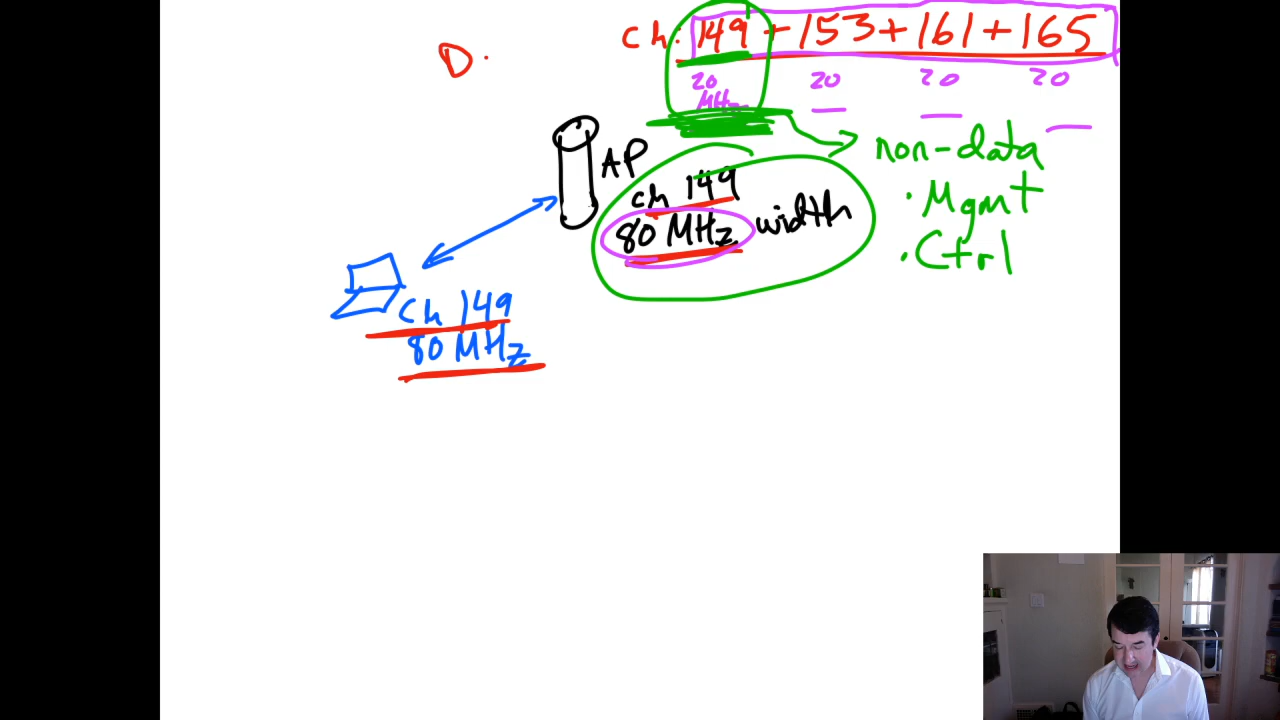 D.
ch. 149 + 153 + 161 + 165
20 MHz 20 20 20
AP
ch 149
80 MHz width
non-data
• Mgmt
• Ctrl
Ch 149
80 MHz